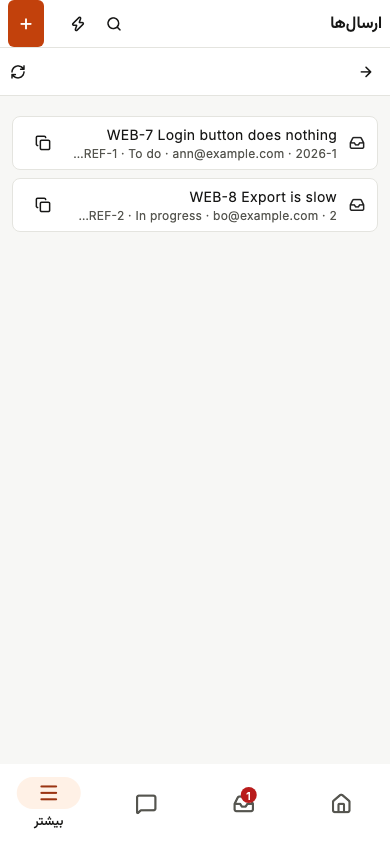 ارسال‌ها
WEB-7 Login button does nothing
REF-1 · To do · ann@example.com · 2026-1...
WEB-8 Export is slow
REF-2 · In progress · bo@example.com · 2...
1
بیشتر